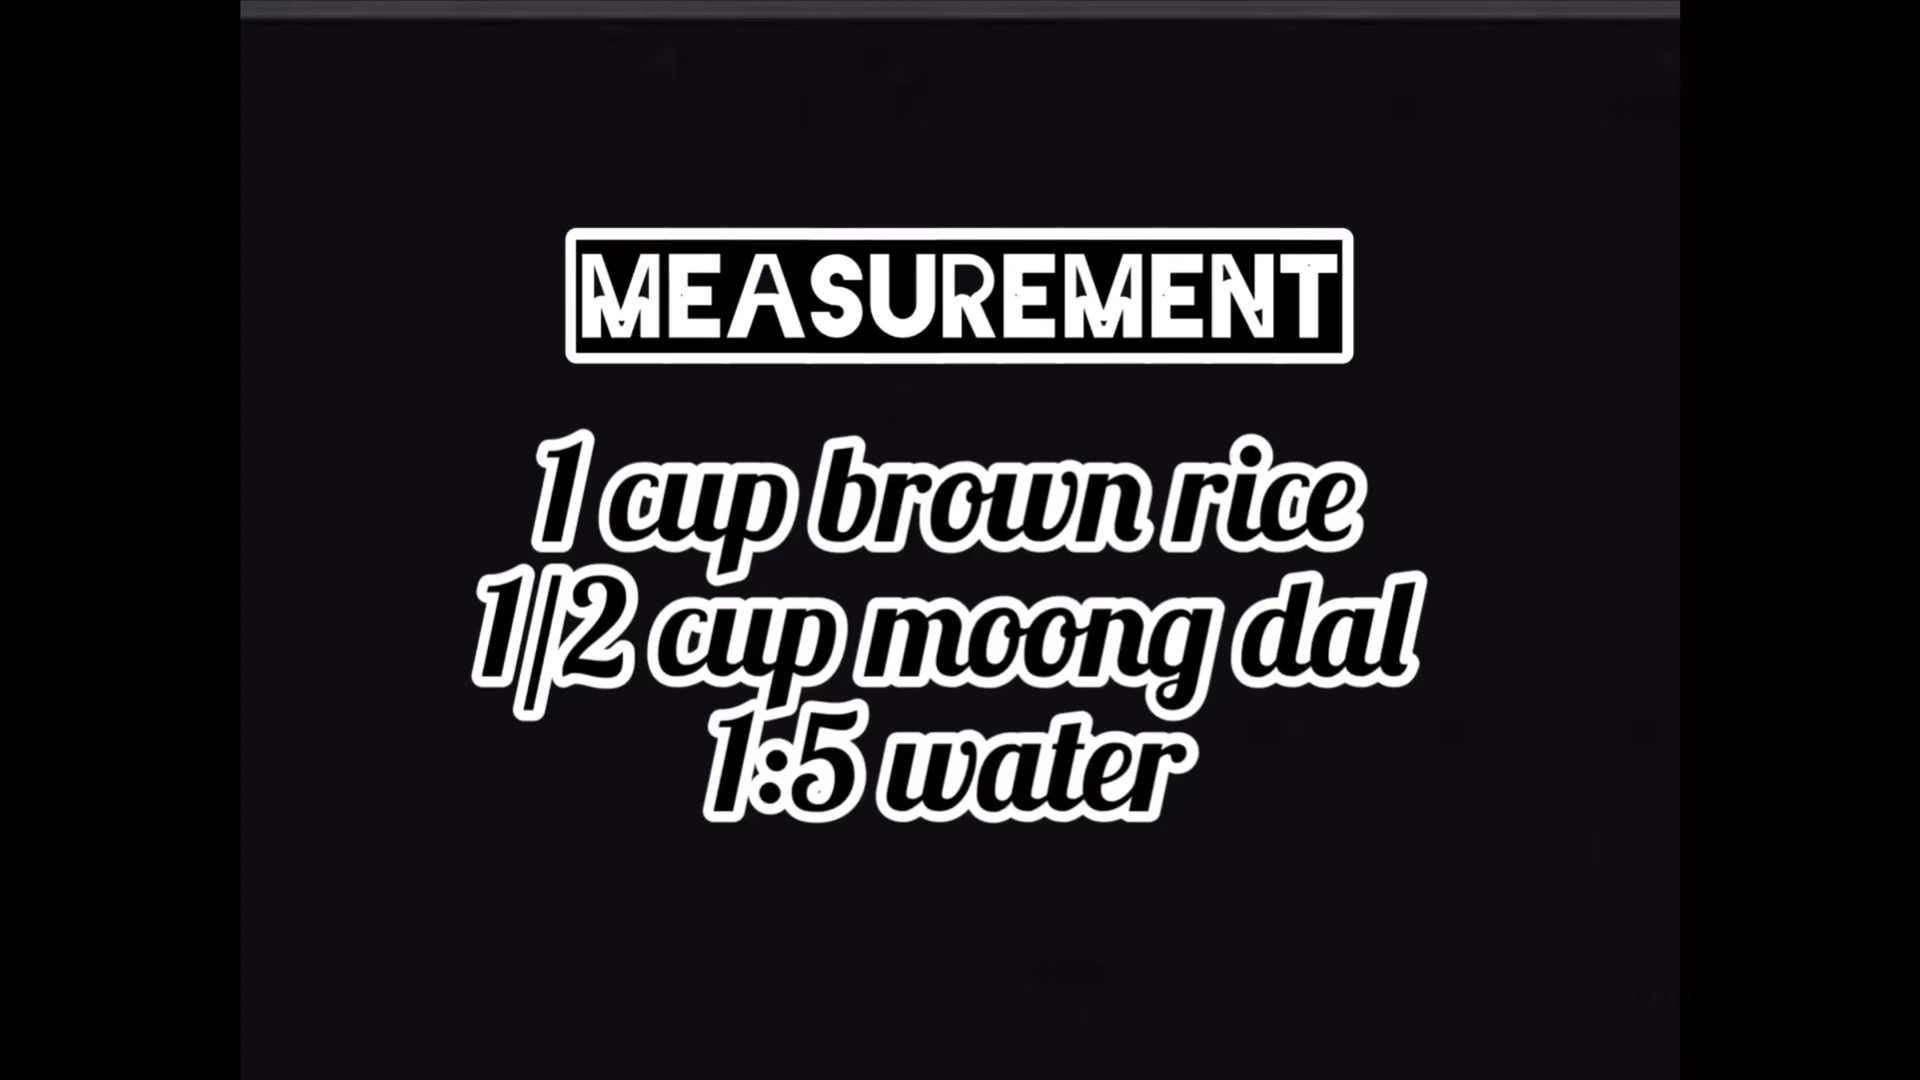 MEASUREMENT
1 cup brown rice
1/2 cup moong dal
1:5 water